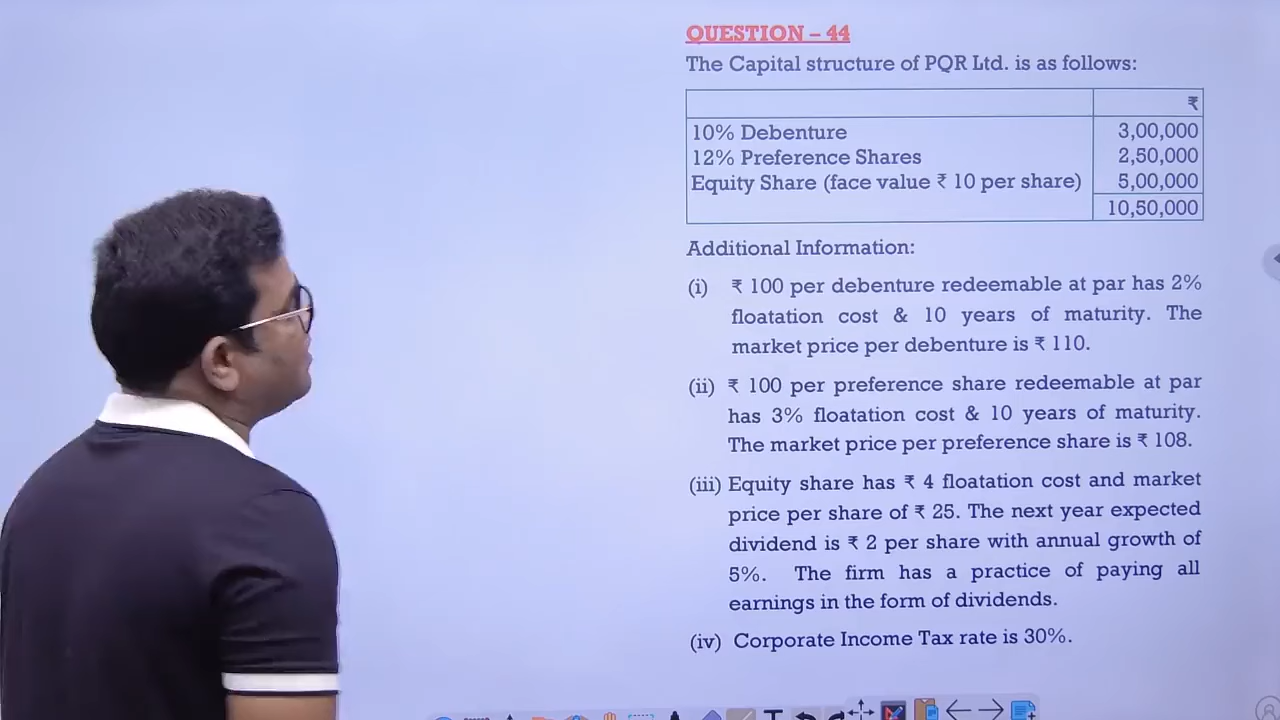 QUESTION – 44
The Capital structure of PQR Ltd. is as follows:
₹
10% Debenture 3,00,000
12% Preference Shares 2,50,000
Equity Share (face value ₹ 10 per share) 5,00,000
10,50,000
Additional Information:
(i) ₹ 100 per debenture redeemable at par has 2%
floatation cost & 10 years of maturity. The
market price per debenture is ₹ 110.
(ii) ₹ 100 per preference share redeemable at par
has 3% floatation cost & 10 years of maturity.
The market price per preference share is ₹ 108.
(iii) Equity share has ₹ 4 floatation cost and market
price per share of ₹ 25. The next year expected
dividend is ₹ 2 per share with annual growth of
5%. The firm has a practice of paying all
earnings in the form of dividends.
(iv) Corporate Income Tax rate is 30%.